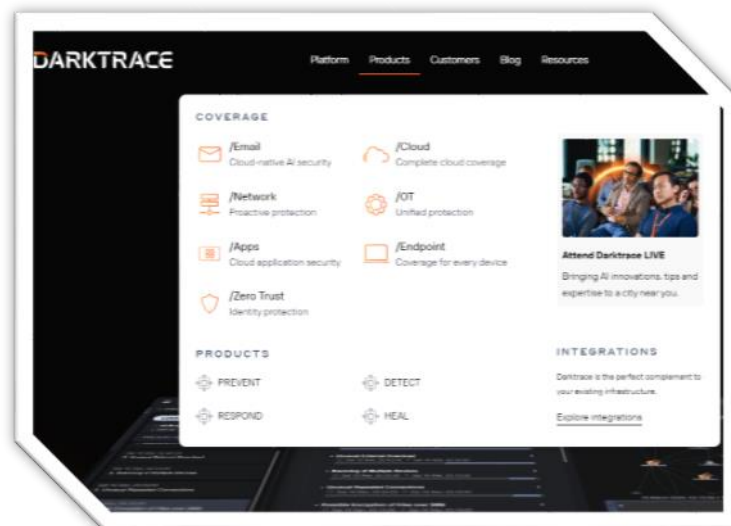 DARKTRACE
Platform Products Customers Blog Resources
COVERAGE
/Email
Cloud-native AI security
/Cloud
Complete cloud coverage
/Network
Proactive protection
/OT
Unified protection
/Apps
Cloud application security
/Endpoint
Coverage for every device
/Zero Trust
Identity protection
Attend Darktrace LIVE
Bringing AI innovations, tips and
expertise to a city near you.
PRODUCTS
PREVENT
DETECT
RESPOND
HEAL
INTEGRATIONS
Darktrace is the perfect complement to
your existing infrastructure.
Explore integrations